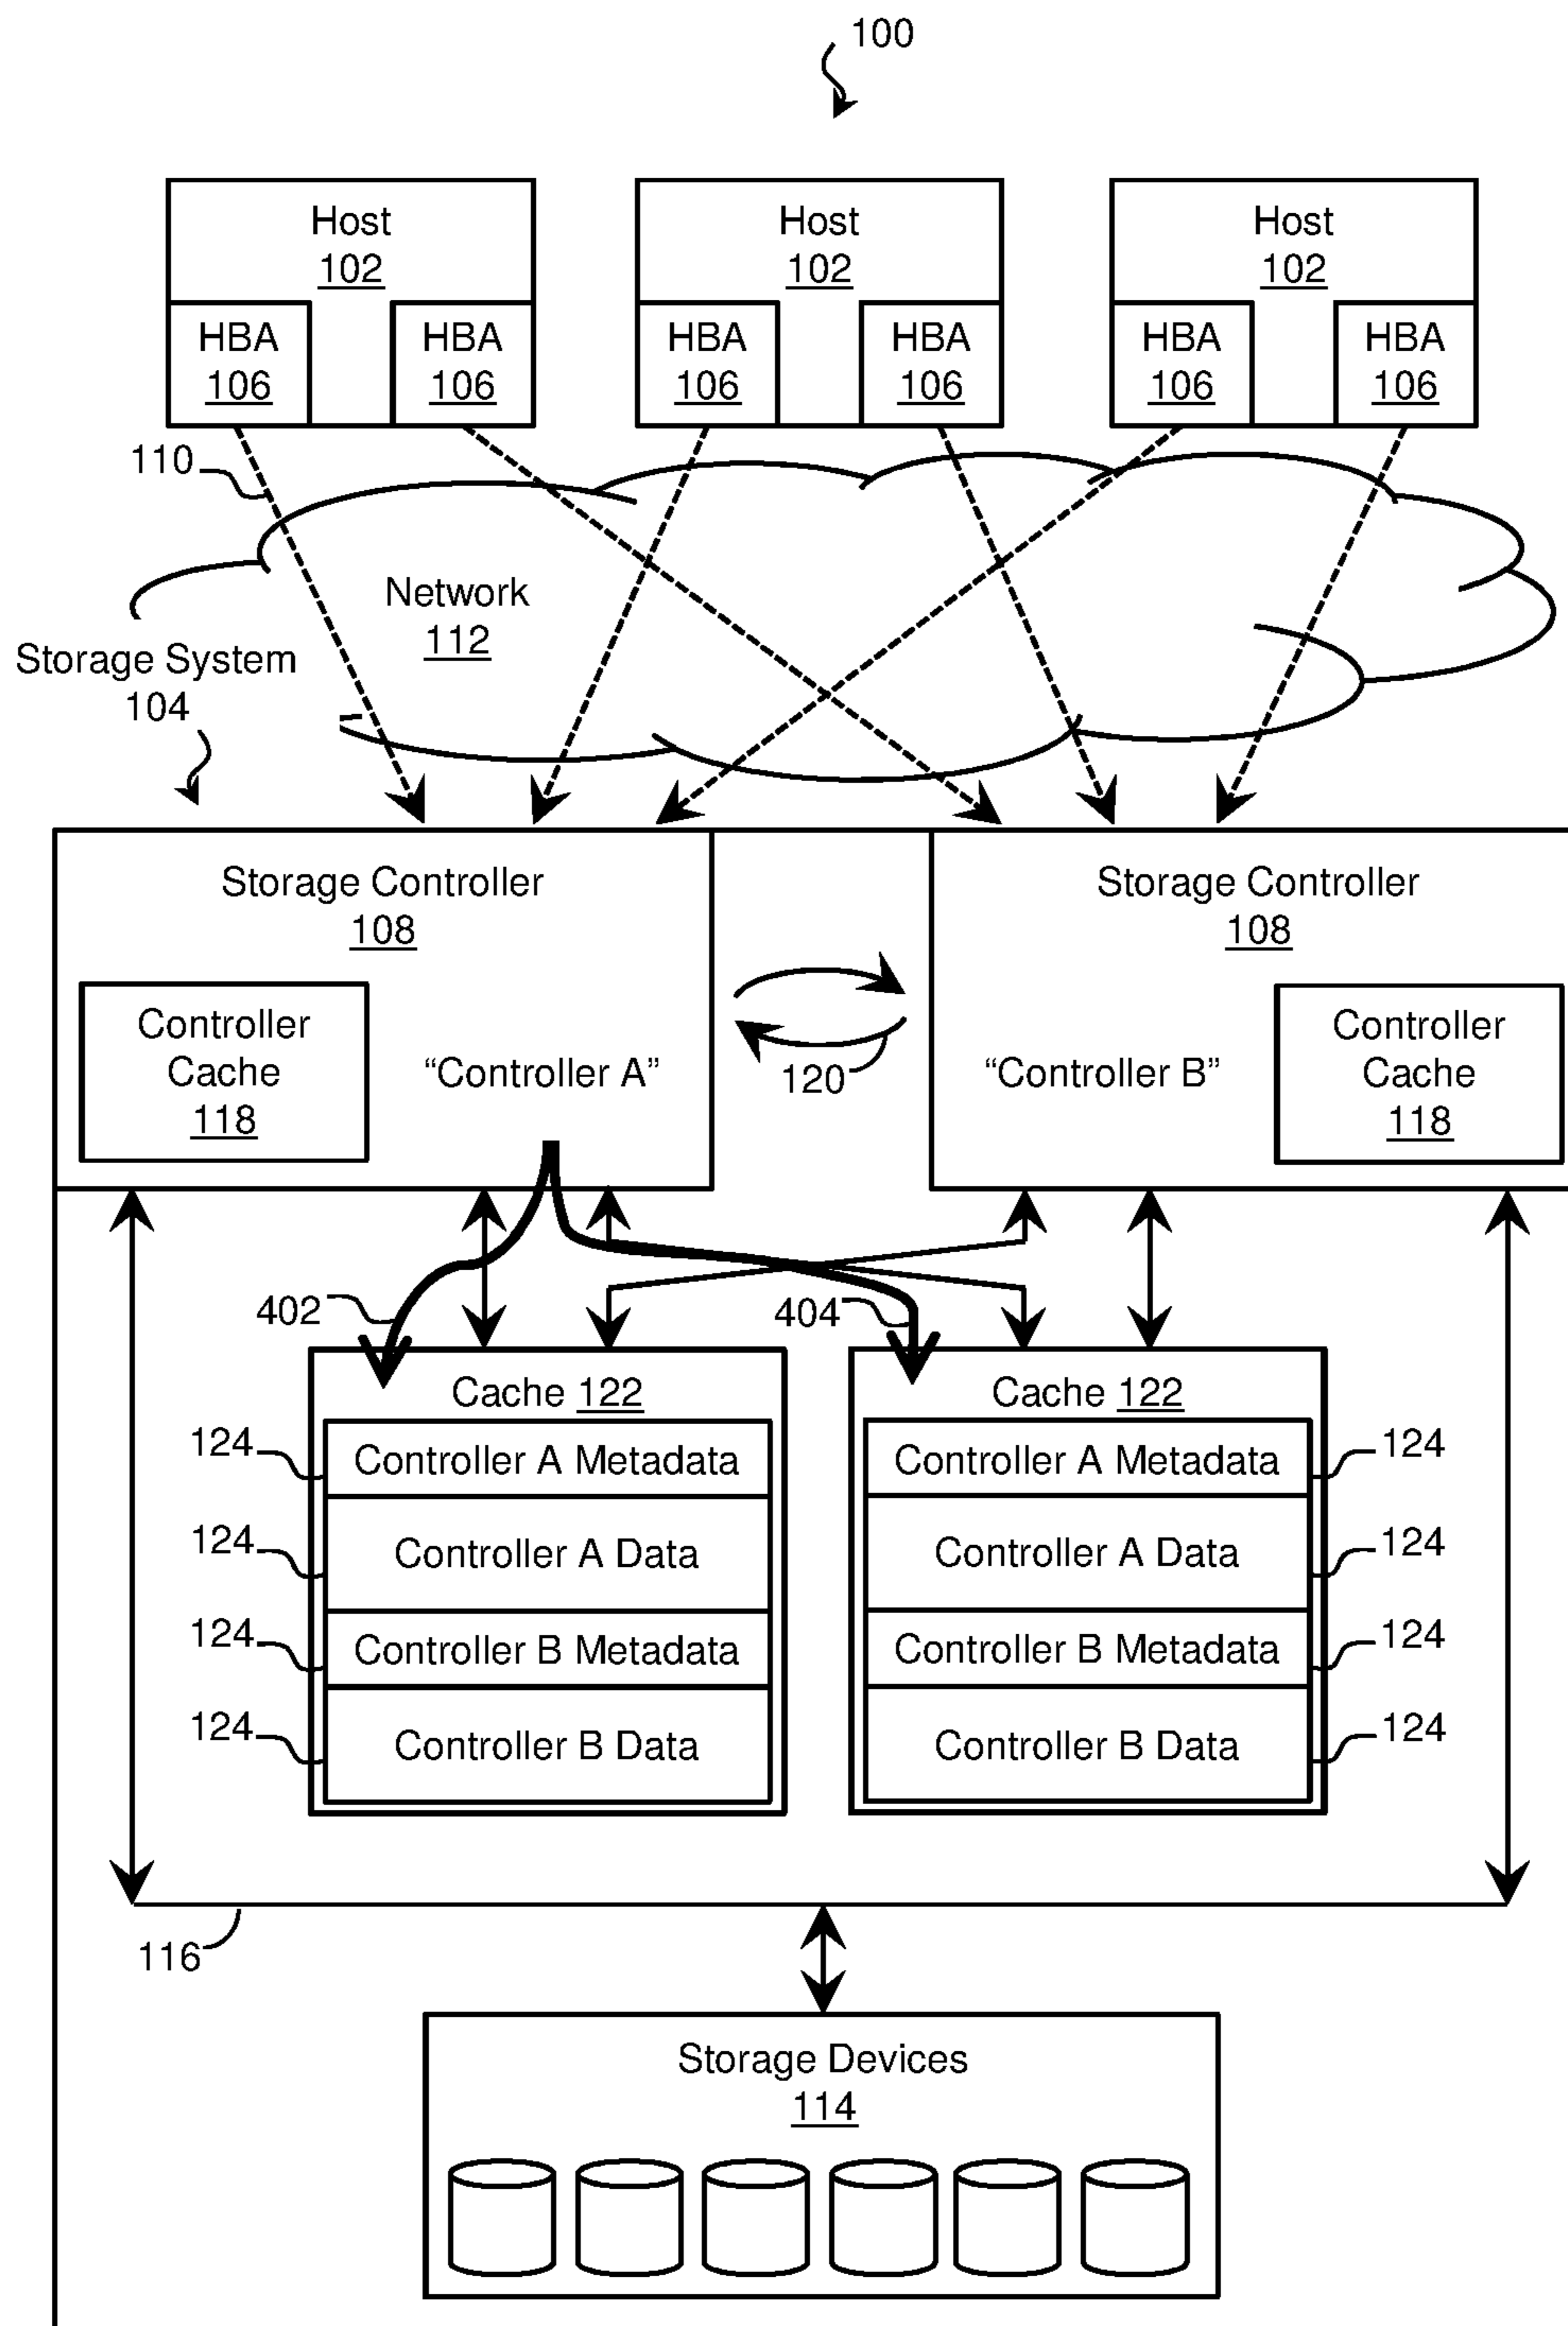 100
Host
102
HBA
106
HBA
106
Host
102
HBA
106
HBA
106
Host
102
HBA
106
HBA
106
110
Network
112
Storage System
104
Storage Controller
108
Controller
Cache
118
“Controller A”
120
Storage Controller
108
“Controller B”
Controller
Cache
118
402
404
Cache 122
124
Controller A Metadata
124
Controller A Data
124
Controller B Metadata
124
Controller B Data
Cache 122
Controller A Metadata
124
Controller A Data
124
Controller B Metadata
124
Controller B Data
124
116
Storage Devices
114